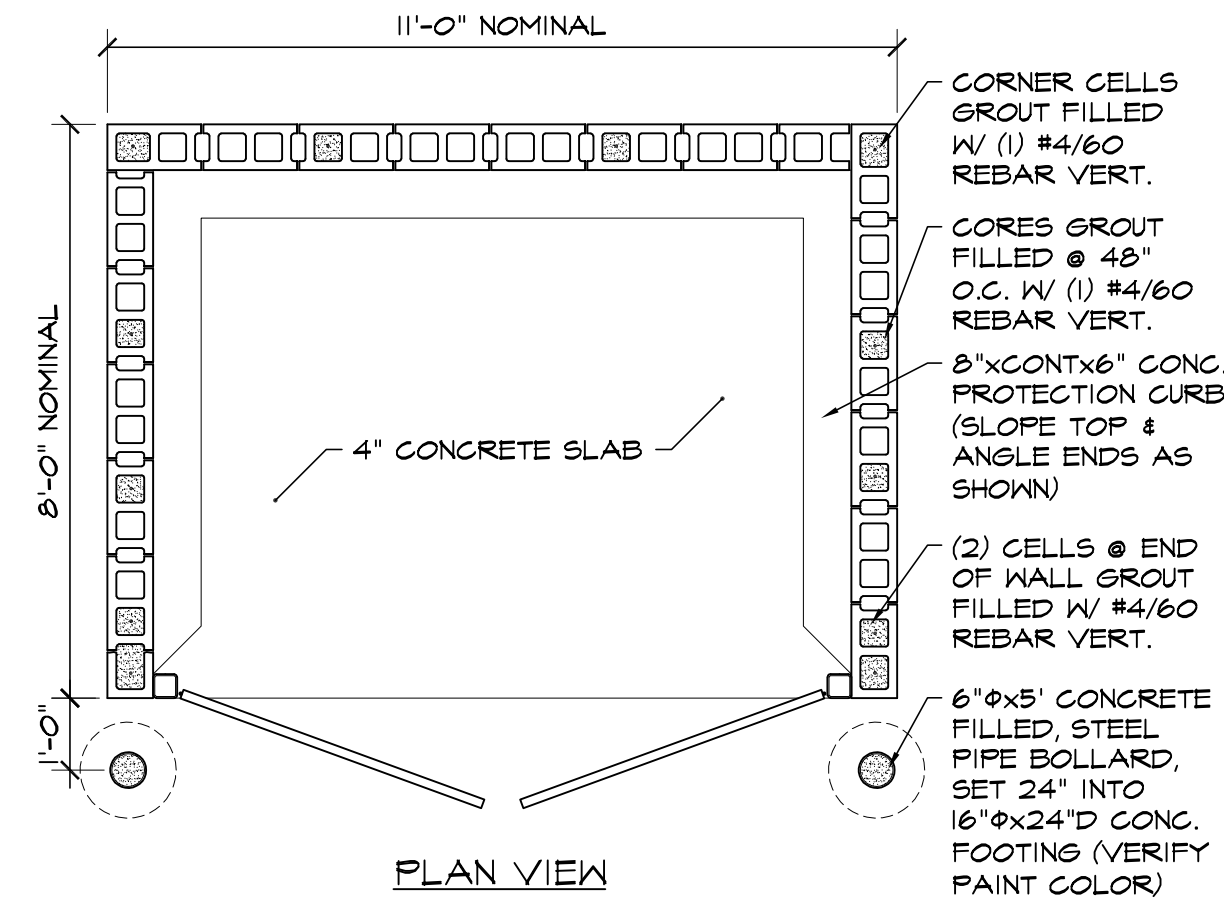 11'-0" NOMINAL
CORNER CELLS
GROUT FILLED
W/ (1) #4/60
REBAR VERT.
CORES GROUT
FILLED @ 48"
O.C. W/ (1) #4/60
REBAR VERT.
8"xCONTx6" CONC.
PROTECTION CURB
(SLOPE TOP &
ANGLE ENDS AS
SHOWN)
8'-0" NOMINAL
4" CONCRETE SLAB
(2) CELLS @ END
OF WALL GROUT
FILLED W/ #4/60
REBAR VERT.
1'-0"
6"Φx5' CONCRETE
FILLED, STEEL
PIPE BOLLARD,
SET 24" INTO
16"Φx24"D CONC.
FOOTING (VERIFY
PAINT COLOR)
PLAN VIEW